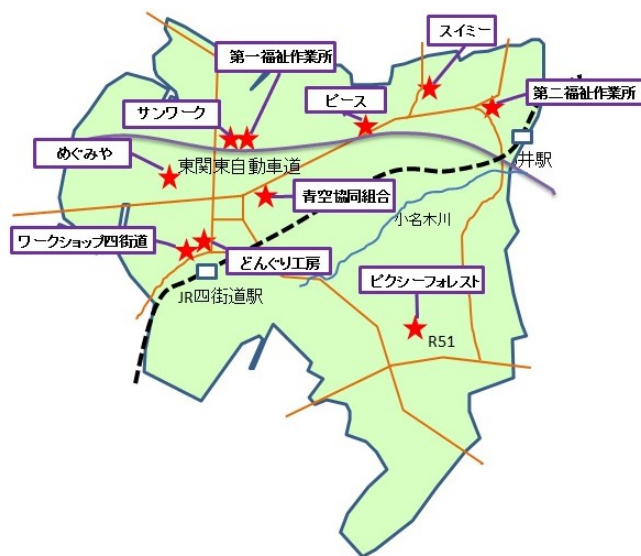 スイミー
第一福祉作業所
第二福祉作業所
サンワーク
ピース
めぐみや
東関東自動車道
井駅
青空協同組合
小名木川
ワークショップ四街道
どんぐり工房
JR四街道駅
ピクシーフォレスト
R51